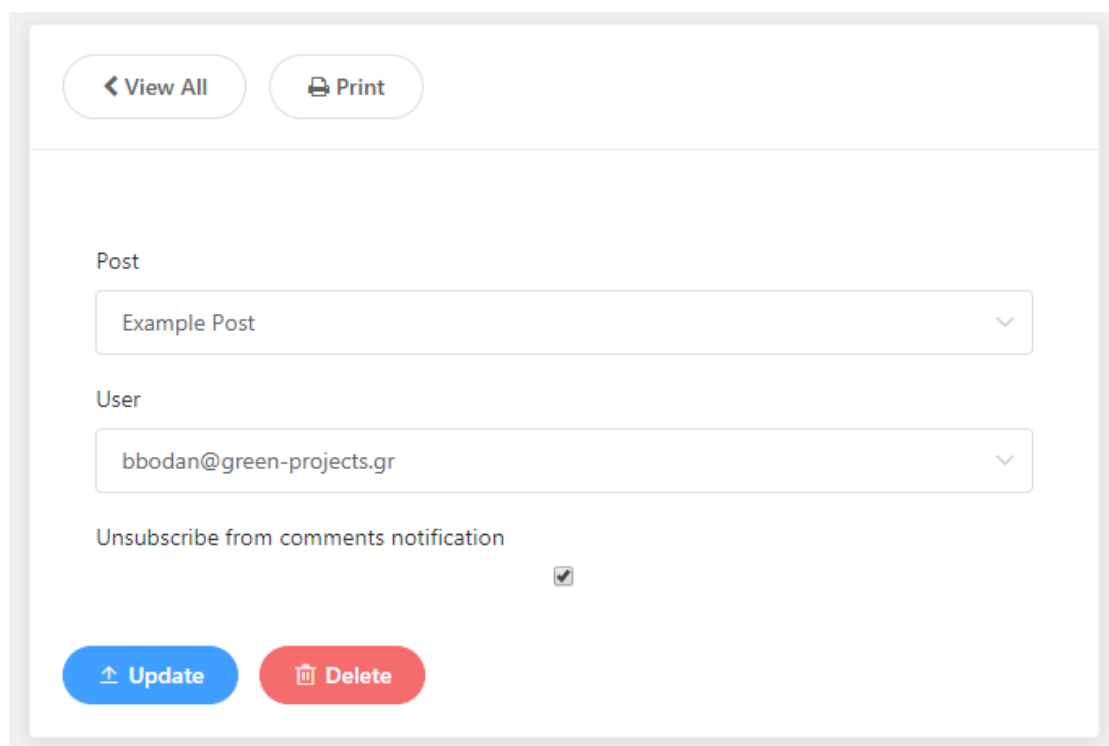 View All Print
Post
Example Post
User
bbodan@green-projects.gr
Unsubscribe from comments notification
Update Delete